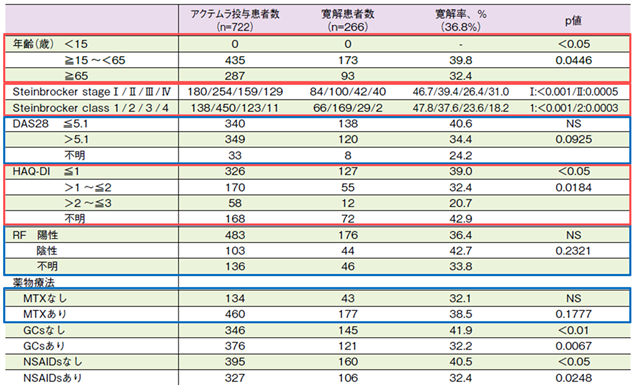 アクテムラ投与患者数 寛解患者数 寛解率、% p値
(n=722) (n=266) (36.8%)
年齢(歳) <15 0 0 - <0.05
≧15～<65 435 173 39.8 0.0446
≧65 287 93 32.4
Steinbrocker stage Ⅰ / Ⅱ / Ⅲ / Ⅳ 180/254/159/129 84/100/42/40 46.7/39.4/26.4/31.0 Ⅰ:<0.001/Ⅱ:0.0005
Steinbrocker class 1 / 2 / 3 / 4 138/450/123/11 66/169/29/2 47.8/37.6/23.6/18.2 1:<0.001/2:0.0003
DAS28 ≦5.1 340 138 40.6 NS
>5.1 349 120 34.4 0.0925
不明 33 8 24.2
HAQ-DI ≦1 326 127 39.0 <0.05
>1～≦2 170 55 32.4 0.0184
>2～≦3 58 12 20.7
不明 168 72 42.9
RF 陽性 483 176 36.4 NS
陰性 103 44 42.7 0.2321
不明 136 46 33.8
薬物療法
MTXなし 134 43 32.1 NS
MTXあり 460 177 38.5 0.1777
GCsなし 346 145 41.9 <0.01
GCsあり 376 121 32.2 0.0067
NSAIDsなし 395 160 40.5 <0.05
NSAIDsあり 327 106 32.4 0.0248